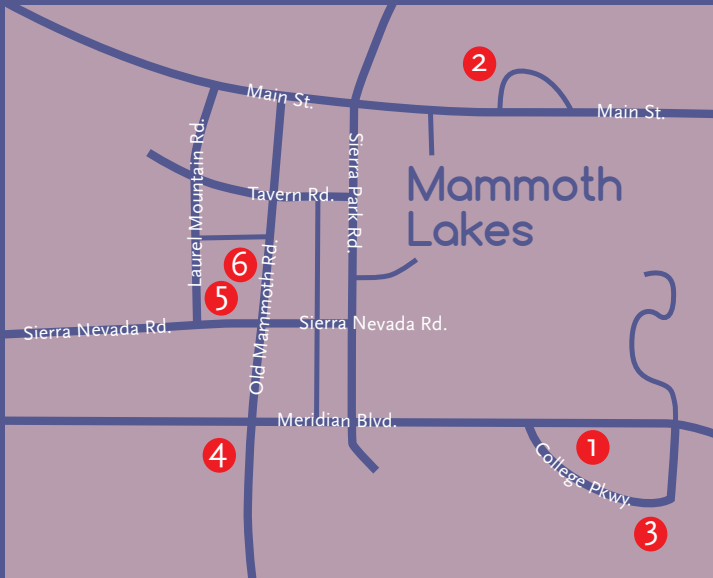 2
Main St.
Main St.
Laurel Mountain Rd.
Sierra Park Rd.
Tavern Rd.
Mammoth
Lakes
6
5
Old Mammoth Rd.
Sierra Nevada Rd.
Sierra Nevada Rd.
Meridian Blvd.
4
1
College Pkwy.
3